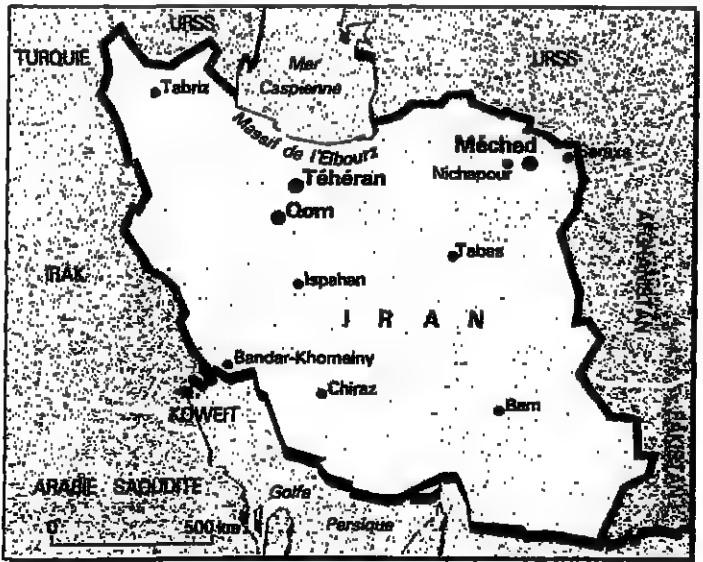 URSS
TURQUIE
URSS
Mer
Caspienne
Tabriz
Massif de l'Elbourz
Méched
Nichapour
Téhéran
Qom
Tabas
AFGHANISTAN
IRAK
Ispahan
I R A N
Bandar-Khomeiny
Chiraz
Bam
KOWEIT
PAKISTAN
ARABIE SAOUDITE
Golfe
Persique
0 500 km